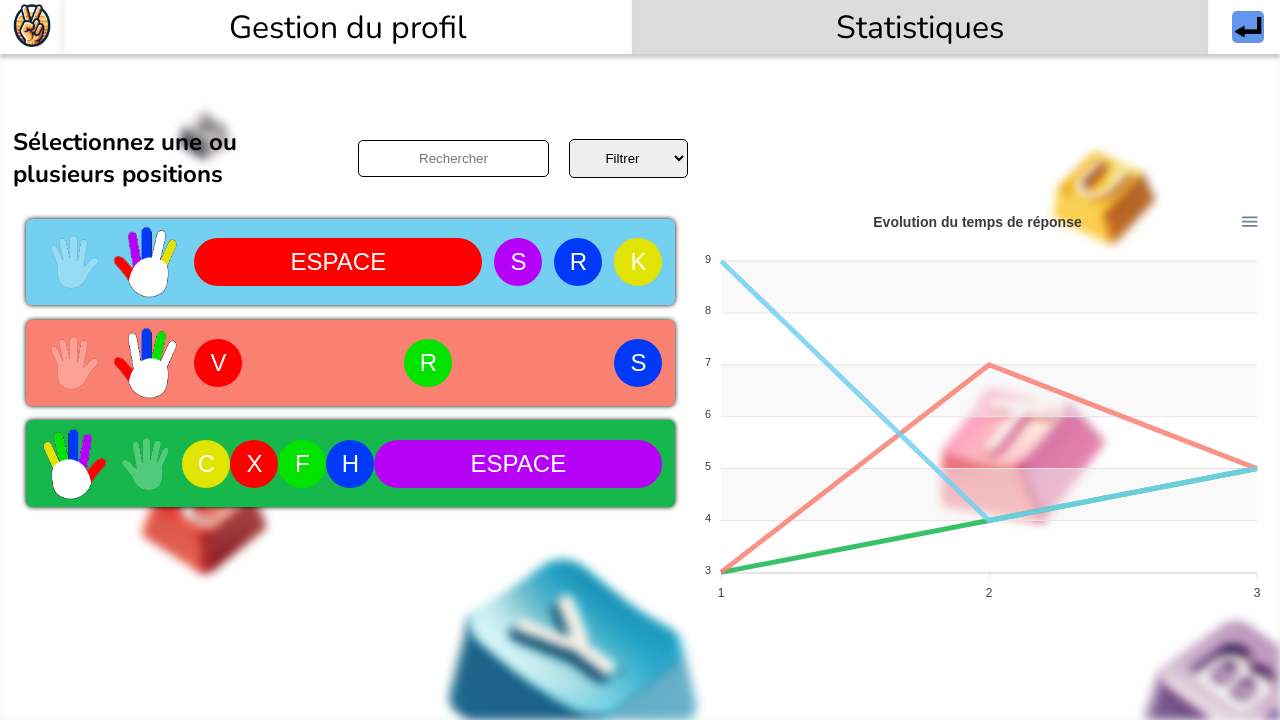 Gestion du profil
Statistiques
Sélectionnez une ou
plusieurs positions
Rechercher
Filtrer
ESPACE S R K
V R S
C X F H ESPACE
Evolution du temps de réponse
9
8
7
6
5
4
3
1 2 3
U
T
Y
B